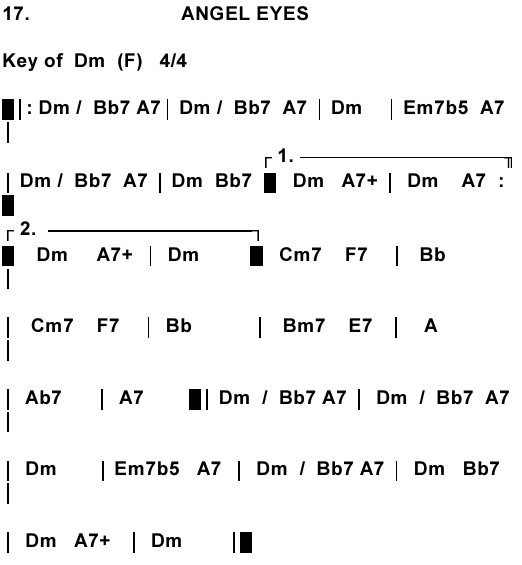 17. ANGEL EYES
Key of Dm (F) 4/4
|: Dm / Bb7 A7 | Dm / Bb7 A7 | Dm | Em7b5 A7 |
1.
| Dm / Bb7 A7 | Dm Bb7 Dm A7+ | Dm A7 :
2.
Dm A7+ | Dm Cm7 F7 | Bb |
| Cm7 F7 | Bb | Bm7 E7 | A |
| Ab7 | A7 | Dm / Bb7 A7 | Dm / Bb7 A7 |
| Dm | Em7b5 A7 | Dm / Bb7 A7 | Dm Bb7 |
| Dm A7+ | Dm |